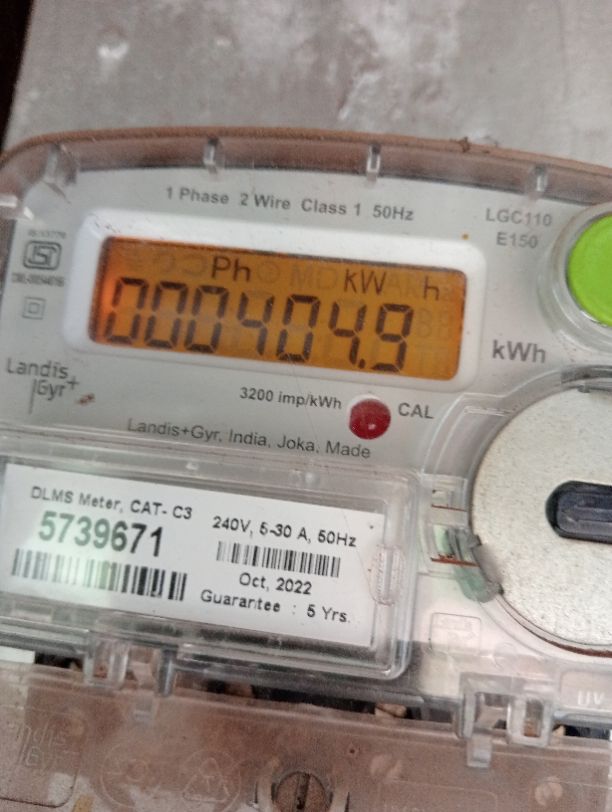 1 Phase 2 Wire Class 1 50Hz
LGC110
E150
ISI
Ph kW h
000404.9
kWh
Landis
Gyr+
3200 imp/kWh
CAL
Landis+Gyr, India, Joka, Made
DLMS Meter, CAT- C3
5739671
240V, 5-30 A, 50Hz
Oct, 2022
Guarantee : 5 Yrs.